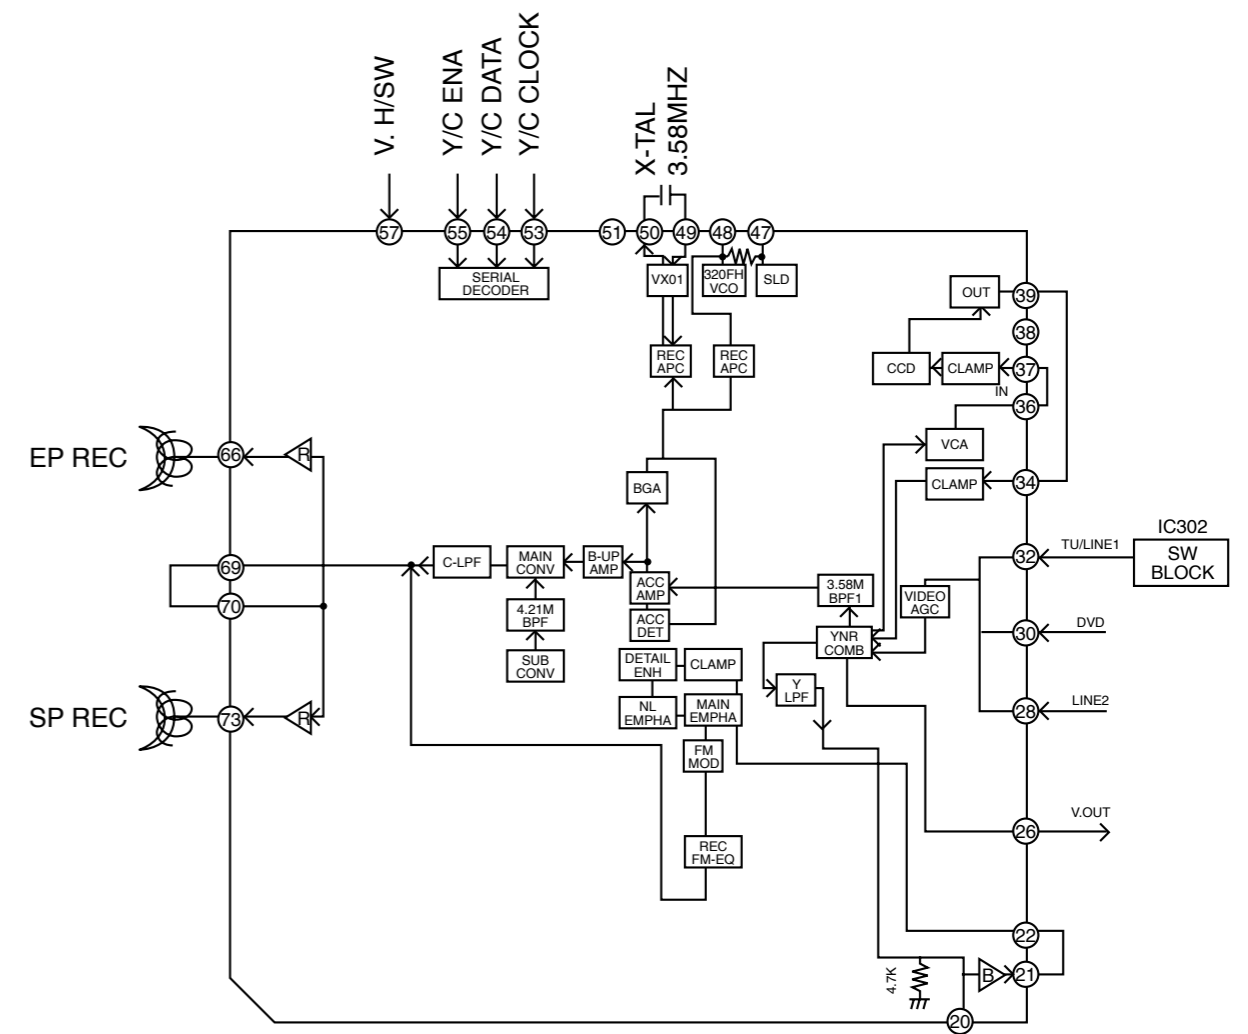 V. H/SW
Y/C ENA
Y/C DATA
Y/C CLOCK
X-TAL
3.58MHZ
57
55
54
53
51
50
49
48
47
SERIAL
DECODER
VX01
320FH
VCO
SLD
OUT
39
38
REC
APC
REC
APC
CCD
CLAMP
37
IN
36
EP REC
66
R
VCA
BGA
CLAMP
34
IC302
69
C-LPF
MAIN
CONV
B-UP
AMP
32
TU/LINE1
SW
BLOCK
70
4.21M
BPF
ACC
AMP
3.58M
BPF1
VIDEO
AGC
ACC
DET
YNR
COMB
30
DVD
SUB
CONV
DETAIL
ENH
CLAMP
SP REC
73
R
NL
EMPHA
MAIN
EMPHA
Y
LPF
28
LINE2
FM
MOD
26
V.OUT
REC
FM-EQ
22
4.7K
B
21
20